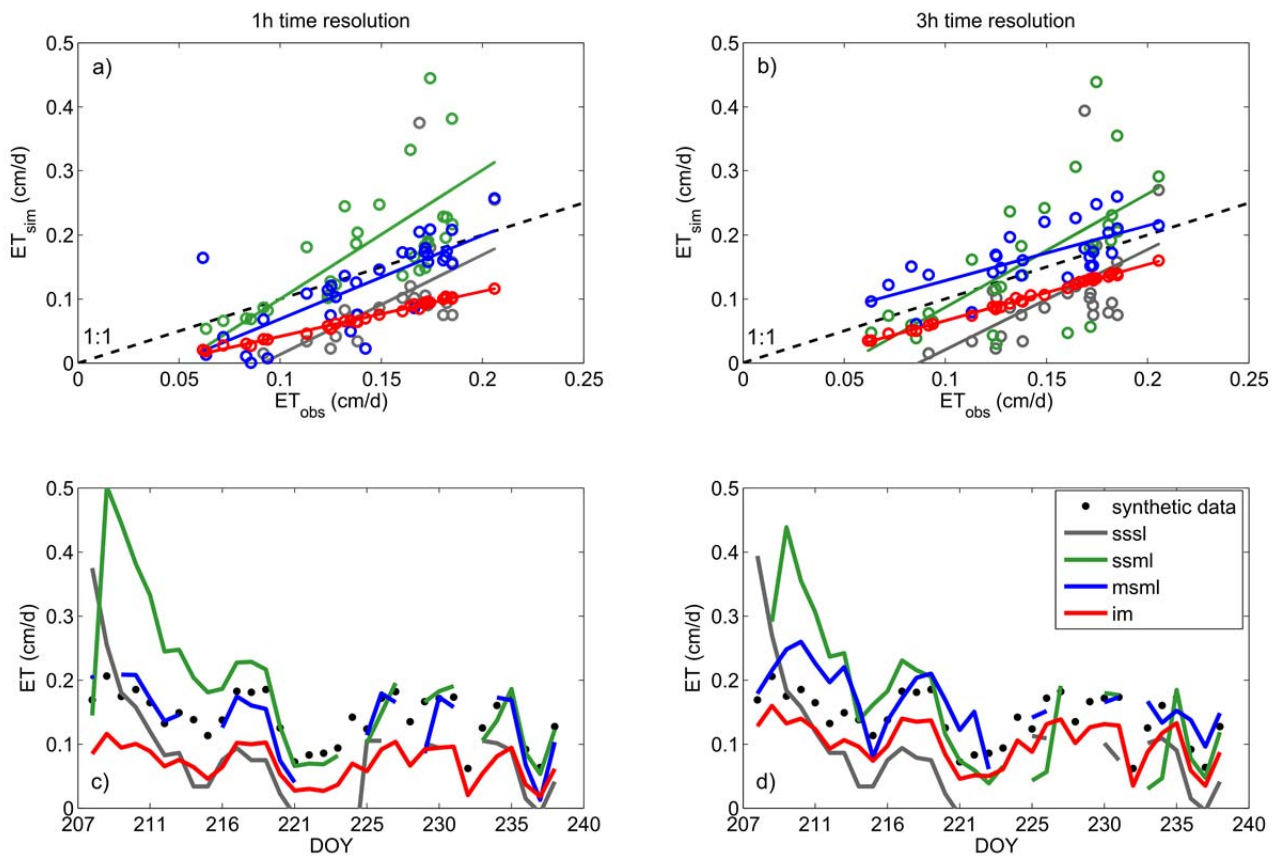 1h time resolution
3h time resolution
a)
ET_sim (cm/d)
0.5
0.4
0.3
0.2
0.1
0
1:1
0 0.05 0.1 0.15 0.2 0.25
ET_obs (cm/d)
b)
ET_sim (cm/d)
0.5
0.4
0.3
0.2
0.1
0
1:1
0 0.05 0.1 0.15 0.2 0.25
ET_obs (cm/d)
c)
ET (cm/d)
0.5
0.4
0.3
0.2
0.1
0
207 211 216 221 225 230 235 240
DOY
d)
ET (cm/d)
0.5
0.4
0.3
0.2
0.1
0
207 211 216 221 225 230 235 240
DOY
synthetic data
sssl
ssml
msml
im